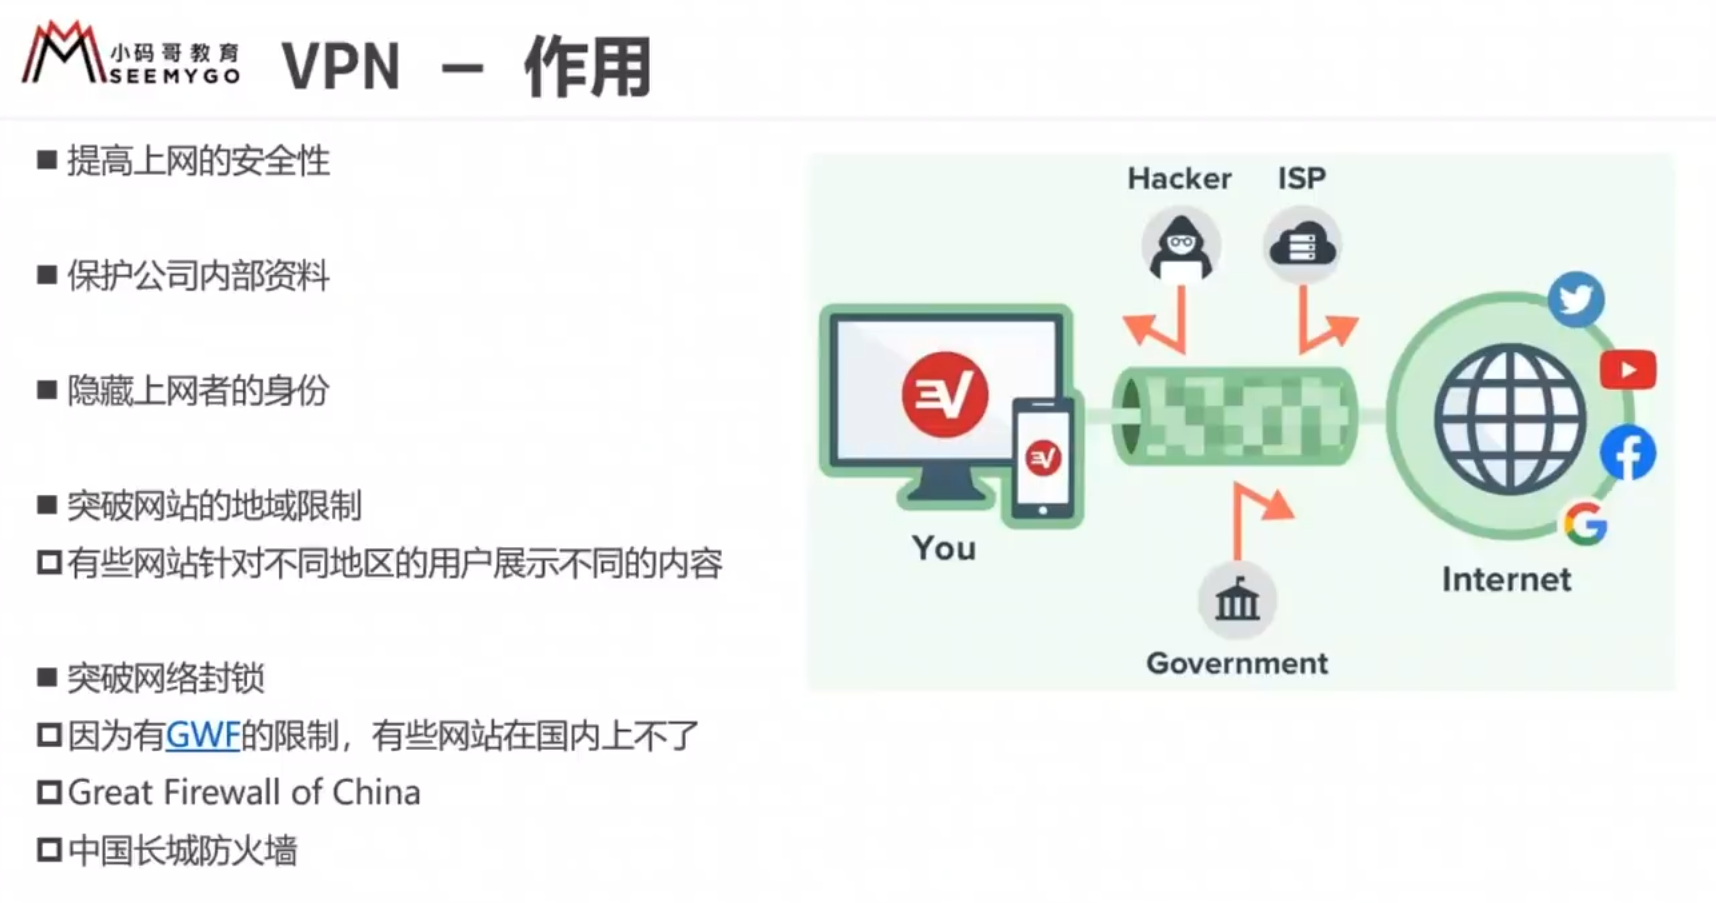 小码哥教育
SEEMYGO
VPN – 作用
提高上网的安全性
保护公司内部资料
隐藏上网者的身份
突破网站的地域限制
有些网站针对不同地区的用户展示不同的内容
突破网络封锁
因为有GWF的限制，有些网站在国内上不了
Great Firewall of China
中国长城防火墙
Hacker
ISP
You
Internet
Government